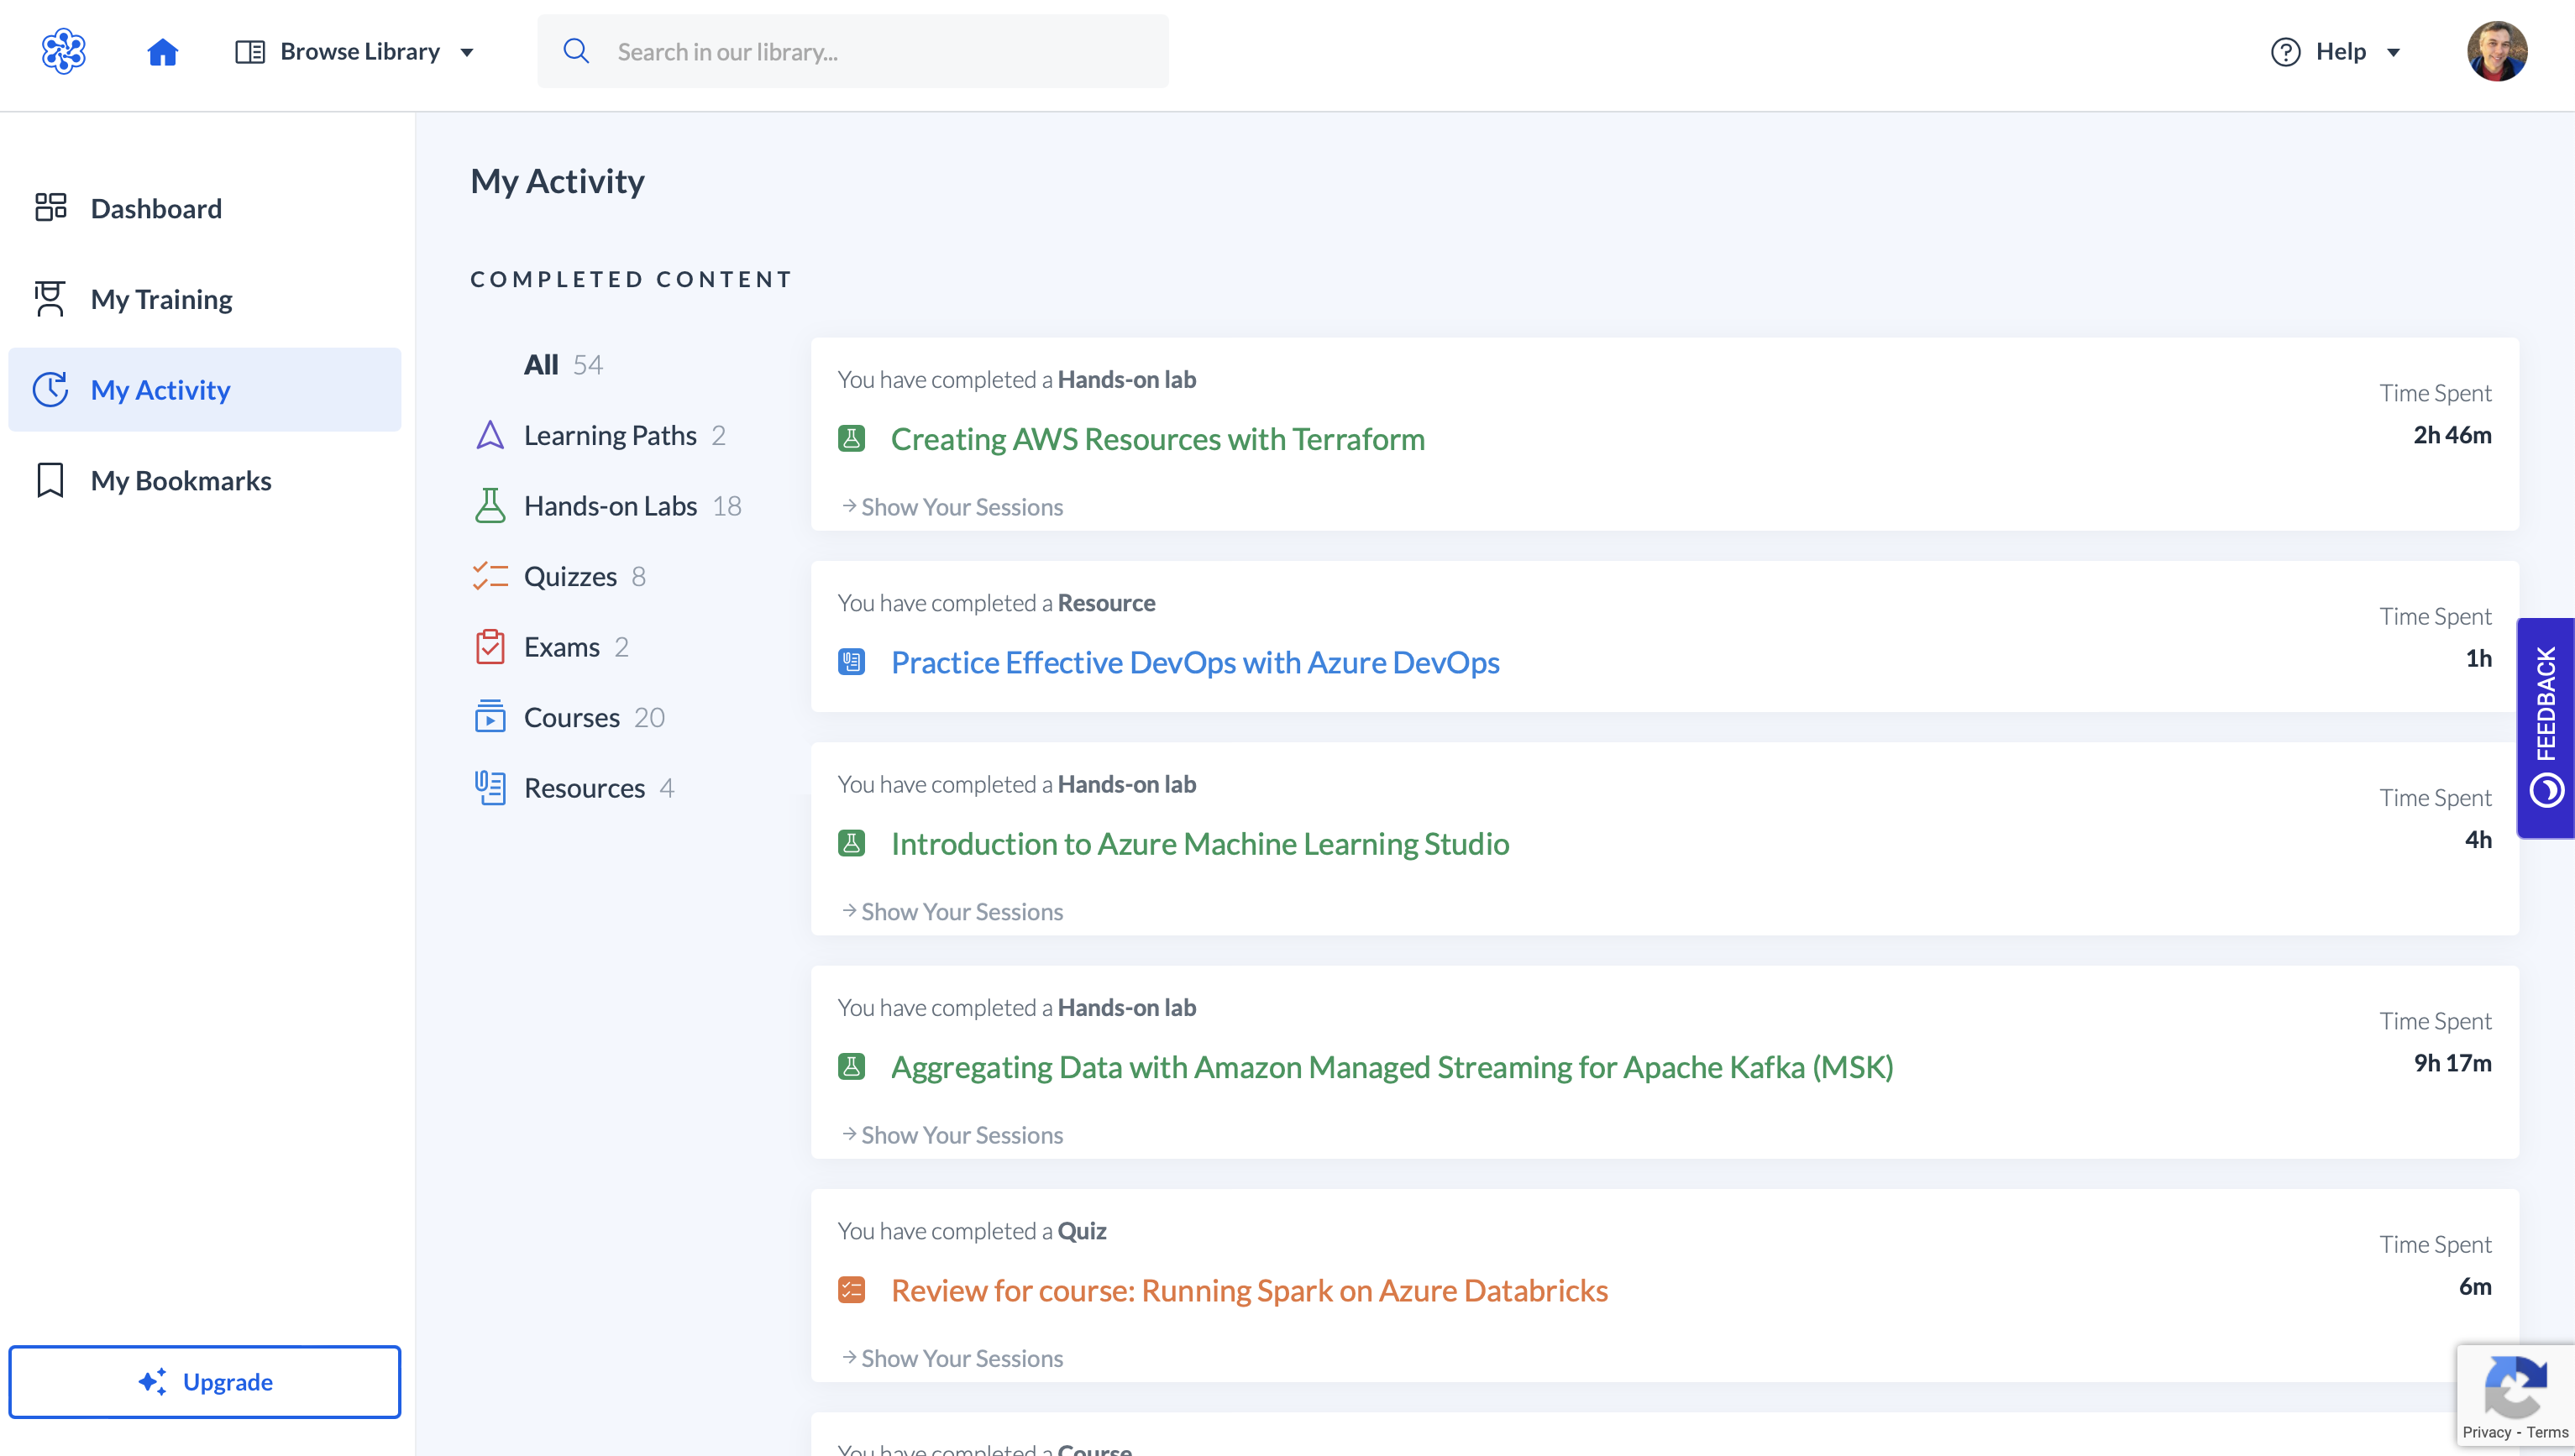 Browse Library
Search in our library...
Help
Dashboard
My Training
My Activity
My Bookmarks
Upgrade
My Activity
COMPLETED CONTENT
All 54
Learning Paths 2
Hands-on Labs 18
Quizzes 8
Exams 2
Courses 20
Resources 4
You have completed a Hands-on lab
Time Spent
Creating AWS Resources with Terraform
2h 46m
Show Your Sessions
You have completed a Resource
Time Spent
Practice Effective DevOps with Azure DevOps
1h
You have completed a Hands-on lab
Time Spent
Introduction to Azure Machine Learning Studio
4h
Show Your Sessions
You have completed a Hands-on lab
Time Spent
Aggregating Data with Amazon Managed Streaming for Apache Kafka (MSK)
9h 17m
Show Your Sessions
You have completed a Quiz
Time Spent
Review for course: Running Spark on Azure Databricks
6m
Show Your Sessions
You have completed a Course
FEEDBACK
Privacy - Terms